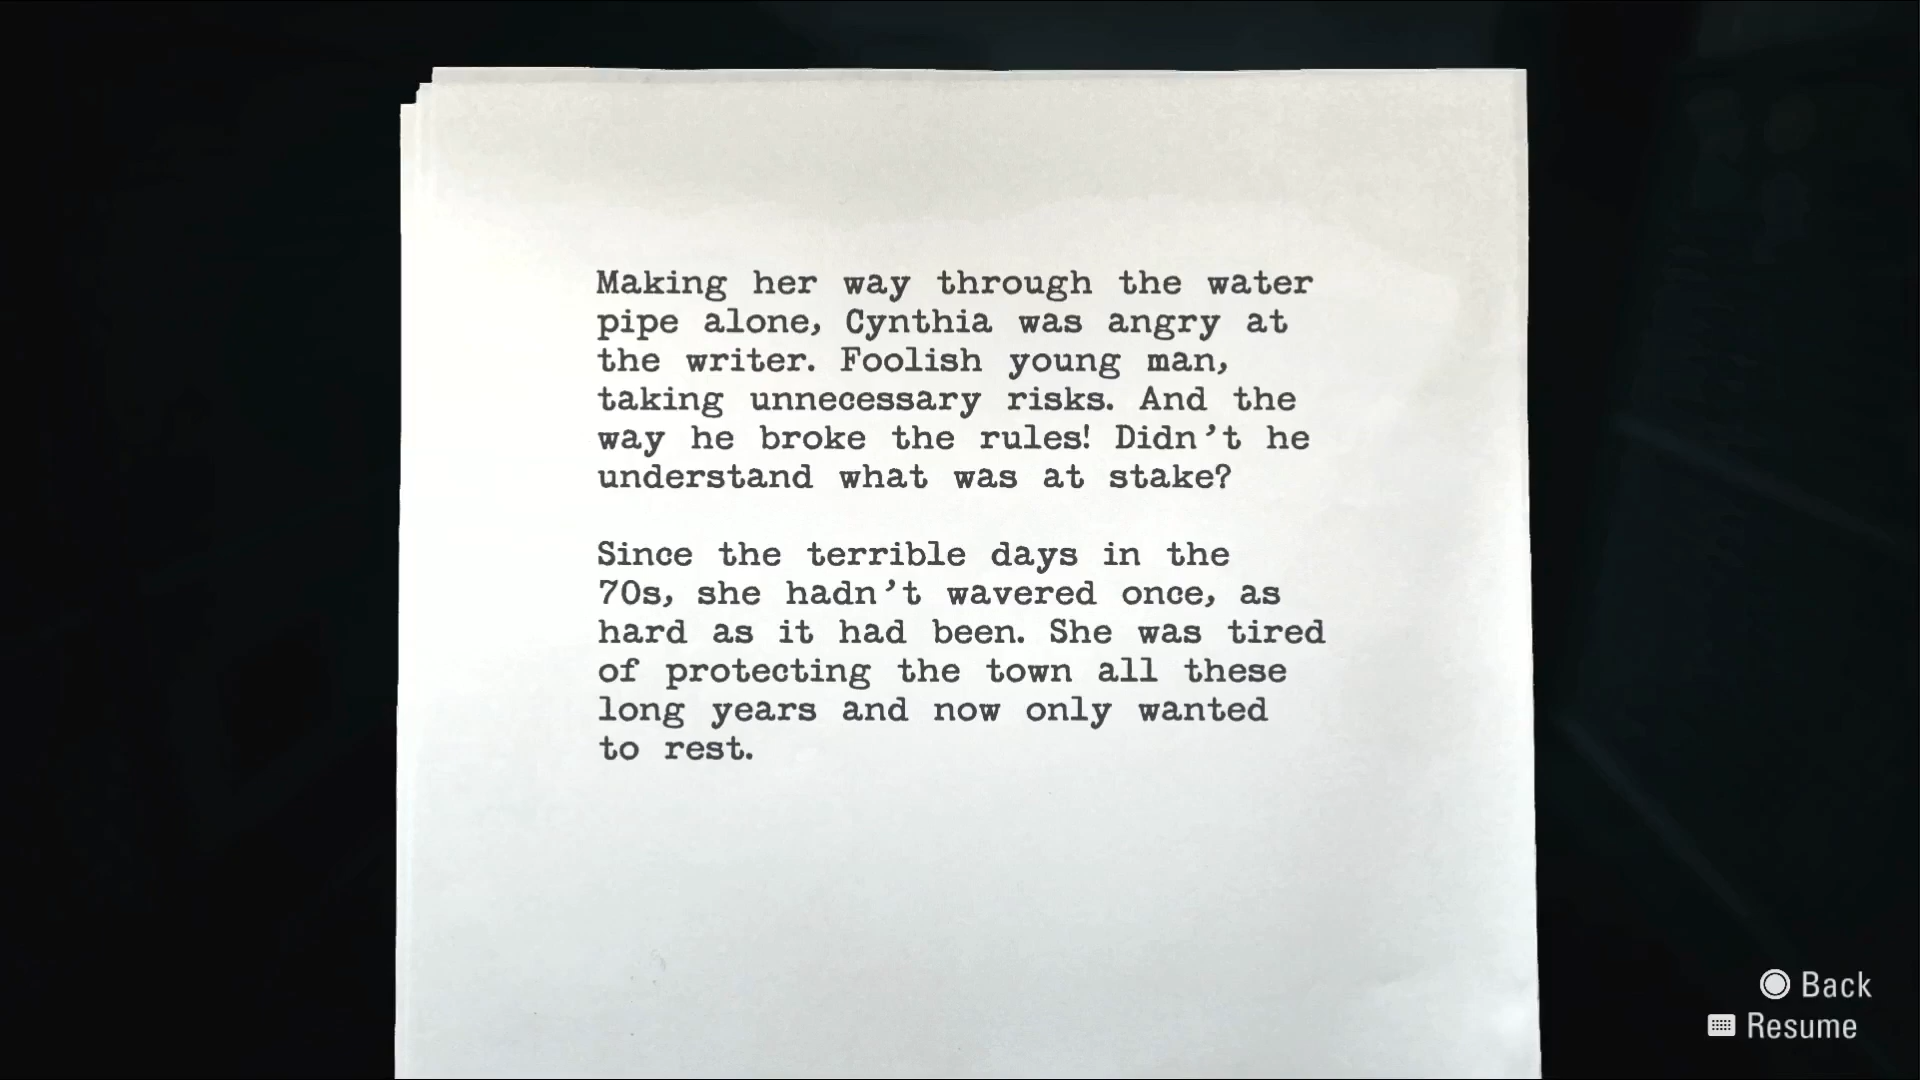 Making her way through the water
pipe alone, Cynthia was angry at
the writer. Foolish young man,
taking unnecessary risks. And the
way he broke the rules! Didn’t he
understand what was at stake?
Since the terrible days in the
70s, she hadn’t wavered once, as
hard as it had been. She was tired
of protecting the town all these
long years and now only wanted
to rest.
Back
Resume